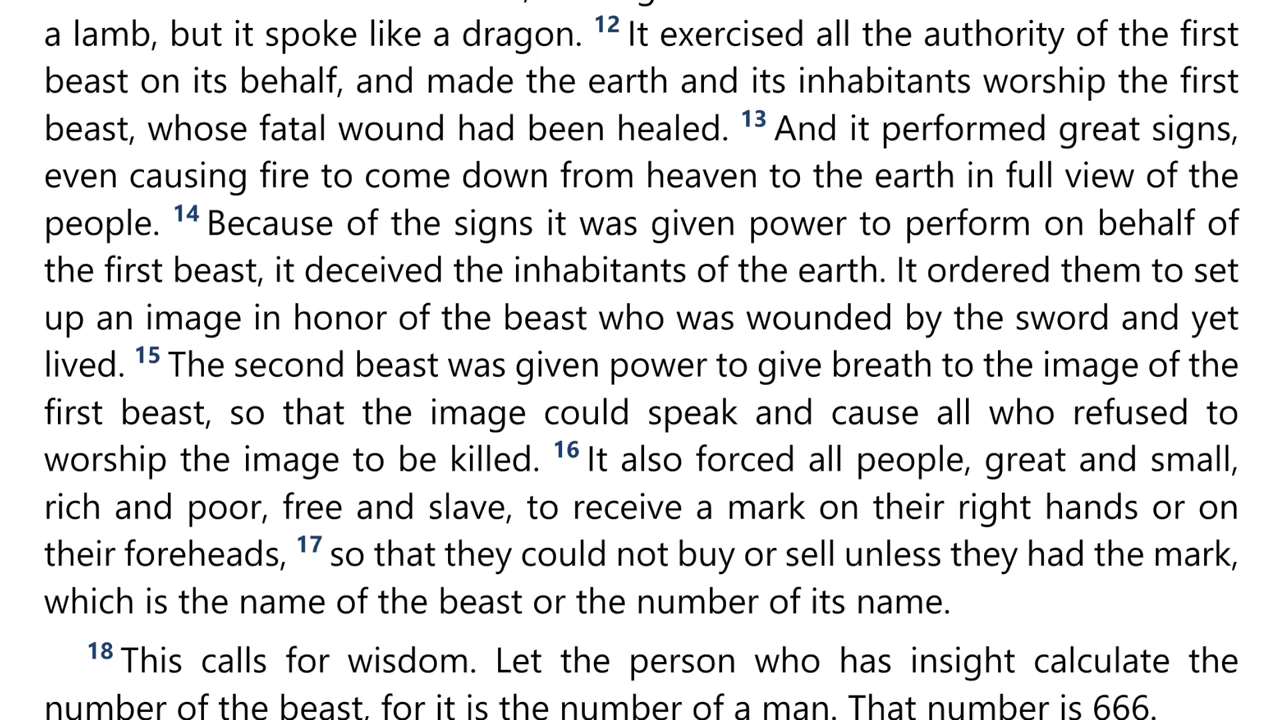 a lamb, but it spoke like a dragon. 12 It exercised all the authority of the first
beast on its behalf, and made the earth and its inhabitants worship the first
beast, whose fatal wound had been healed. 13 And it performed great signs,
even causing fire to come down from heaven to the earth in full view of the
people. 14 Because of the signs it was given power to perform on behalf of
the first beast, it deceived the inhabitants of the earth. It ordered them to set
up an image in honor of the beast who was wounded by the sword and yet
lived. 15 The second beast was given power to give breath to the image of the
first beast, so that the image could speak and cause all who refused to
worship the image to be killed. 16 It also forced all people, great and small,
rich and poor, free and slave, to receive a mark on their right hands or on
their foreheads, 17 so that they could not buy or sell unless they had the mark,
which is the name of the beast or the number of its name.
18 This calls for wisdom. Let the person who has insight calculate the
number of the beast, for it is the number of a man. That number is 666.